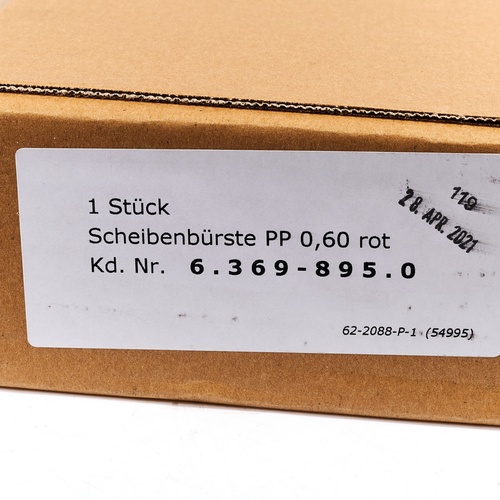 1 Stück
Scheibenbürste PP 0,60 rot
Kd. Nr. 6.369-895.0
119
28. APR. 2021
62-2088-P-1 (54995)